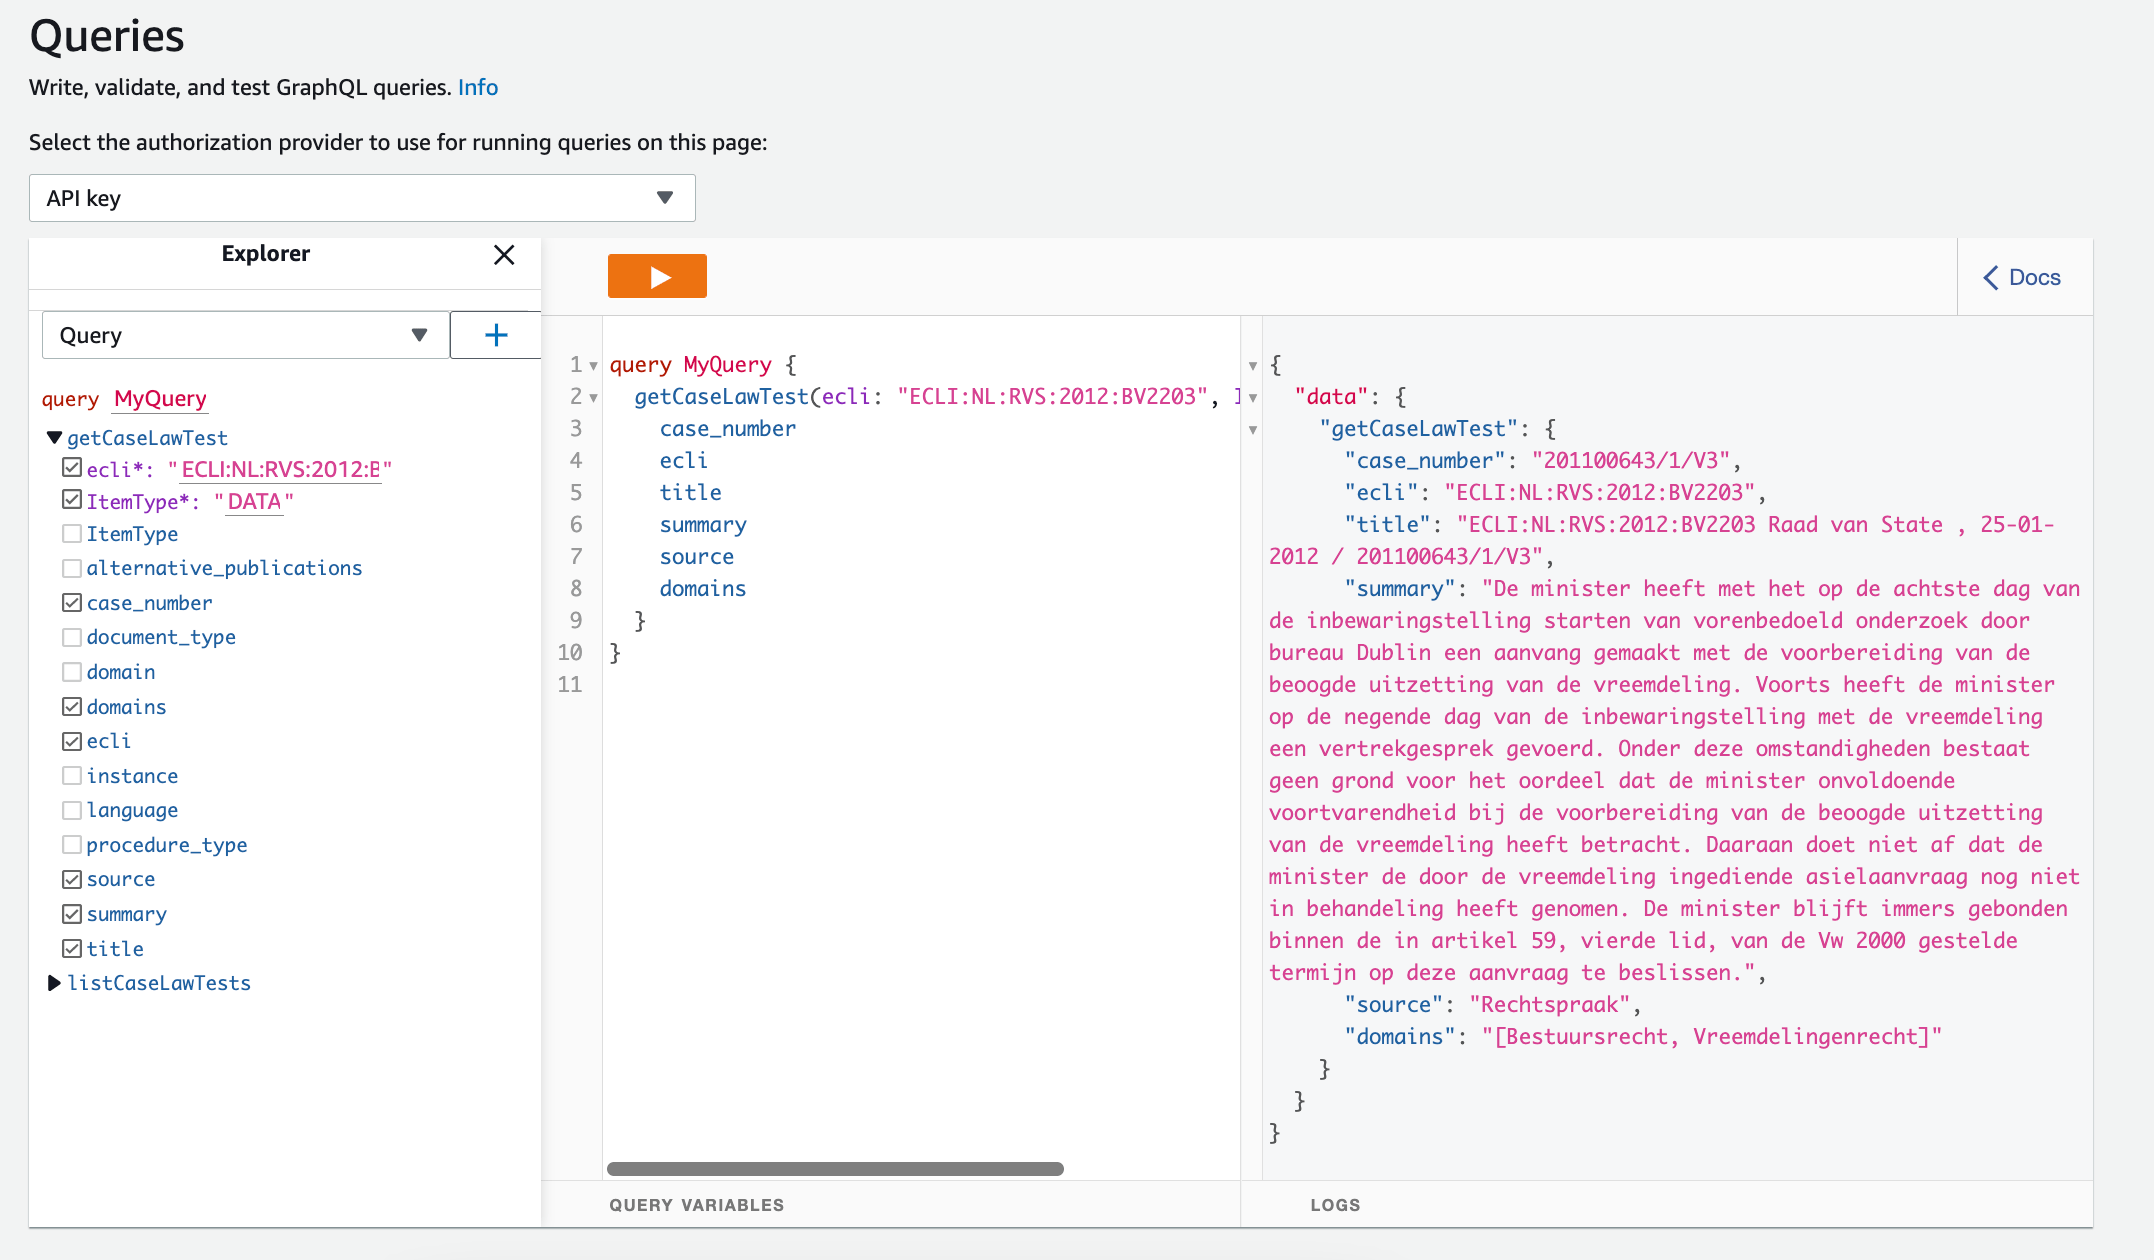 Queries
Write, validate, and test GraphQL queries. Info
Select the authorization provider to use for running queries on this page:
API key
Explorer
Query
query MyQuery
getCaseLawTest
ecli*: "ECLI:NL:RVS:2012:B"
ItemType*: "DATA"
ItemType
alternative_publications
case_number
document_type
domain
domains
ecli
instance
language
procedure_type
source
summary
title
listCaseLawTests
Docs
1 query MyQuery {
2 getCaseLawTest(ecli: "ECLI:NL:RVS:2012:BV2203", I
3 case_number
4 ecli
5 title
6 summary
7 source
8 domains
9 }
10 }
11
{
"data": {
"getCaseLawTest": {
"case_number": "201100643/1/V3",
"ecli": "ECLI:NL:RVS:2012:BV2203",
"title": "ECLI:NL:RVS:2012:BV2203 Raad van State , 25-01-
2012 / 201100643/1/V3",
"summary": "De minister heeft met het op de achtste dag van
de inbewaringstelling starten van vorenbedoeld onderzoek door
bureau Dublin een aanvang gemaakt met de voorbereiding van de
beoogde uitzetting van de vreemdeling. Voorts heeft de minister
op de negende dag van de inbewaringstelling met de vreemdeling
een vertrekgesprek gevoerd. Onder deze omstandigheden bestaat
geen grond voor het oordeel dat de minister onvoldoende
voortvarendheid bij de voorbereiding van de beoogde uitzetting
van de vreemdeling heeft betracht. Daaraan doet niet af dat de
minister de door de vreemdeling ingediende asielaanvraag nog niet
in behandeling heeft genomen. De minister blijft immers gebonden
binnen de in artikel 59, vierde lid, van de Vw 2000 gestelde
termijn op deze aanvraag te beslissen.",
"source": "Rechtspraak",
"domains": "[Bestuursrecht, Vreemdelingenrecht]"
}
}
}
QUERY VARIABLES
LOGS